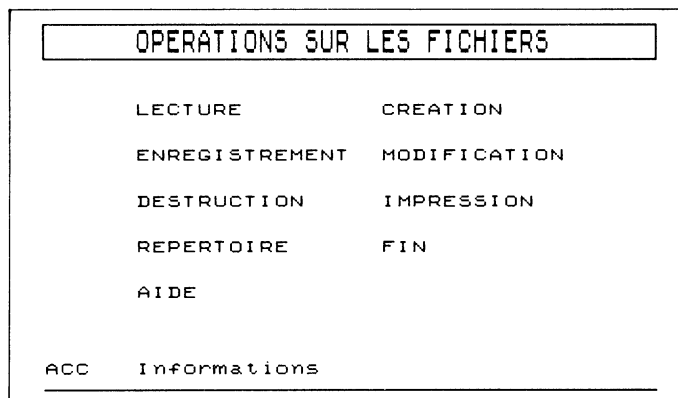 OPERATIONS SUR LES FICHIERS
LECTURE CREATION
ENREGISTREMENT MODIFICATION
DESTRUCTION IMPRESSION
REPERTOIRE FIN
AIDE
ACC Informations